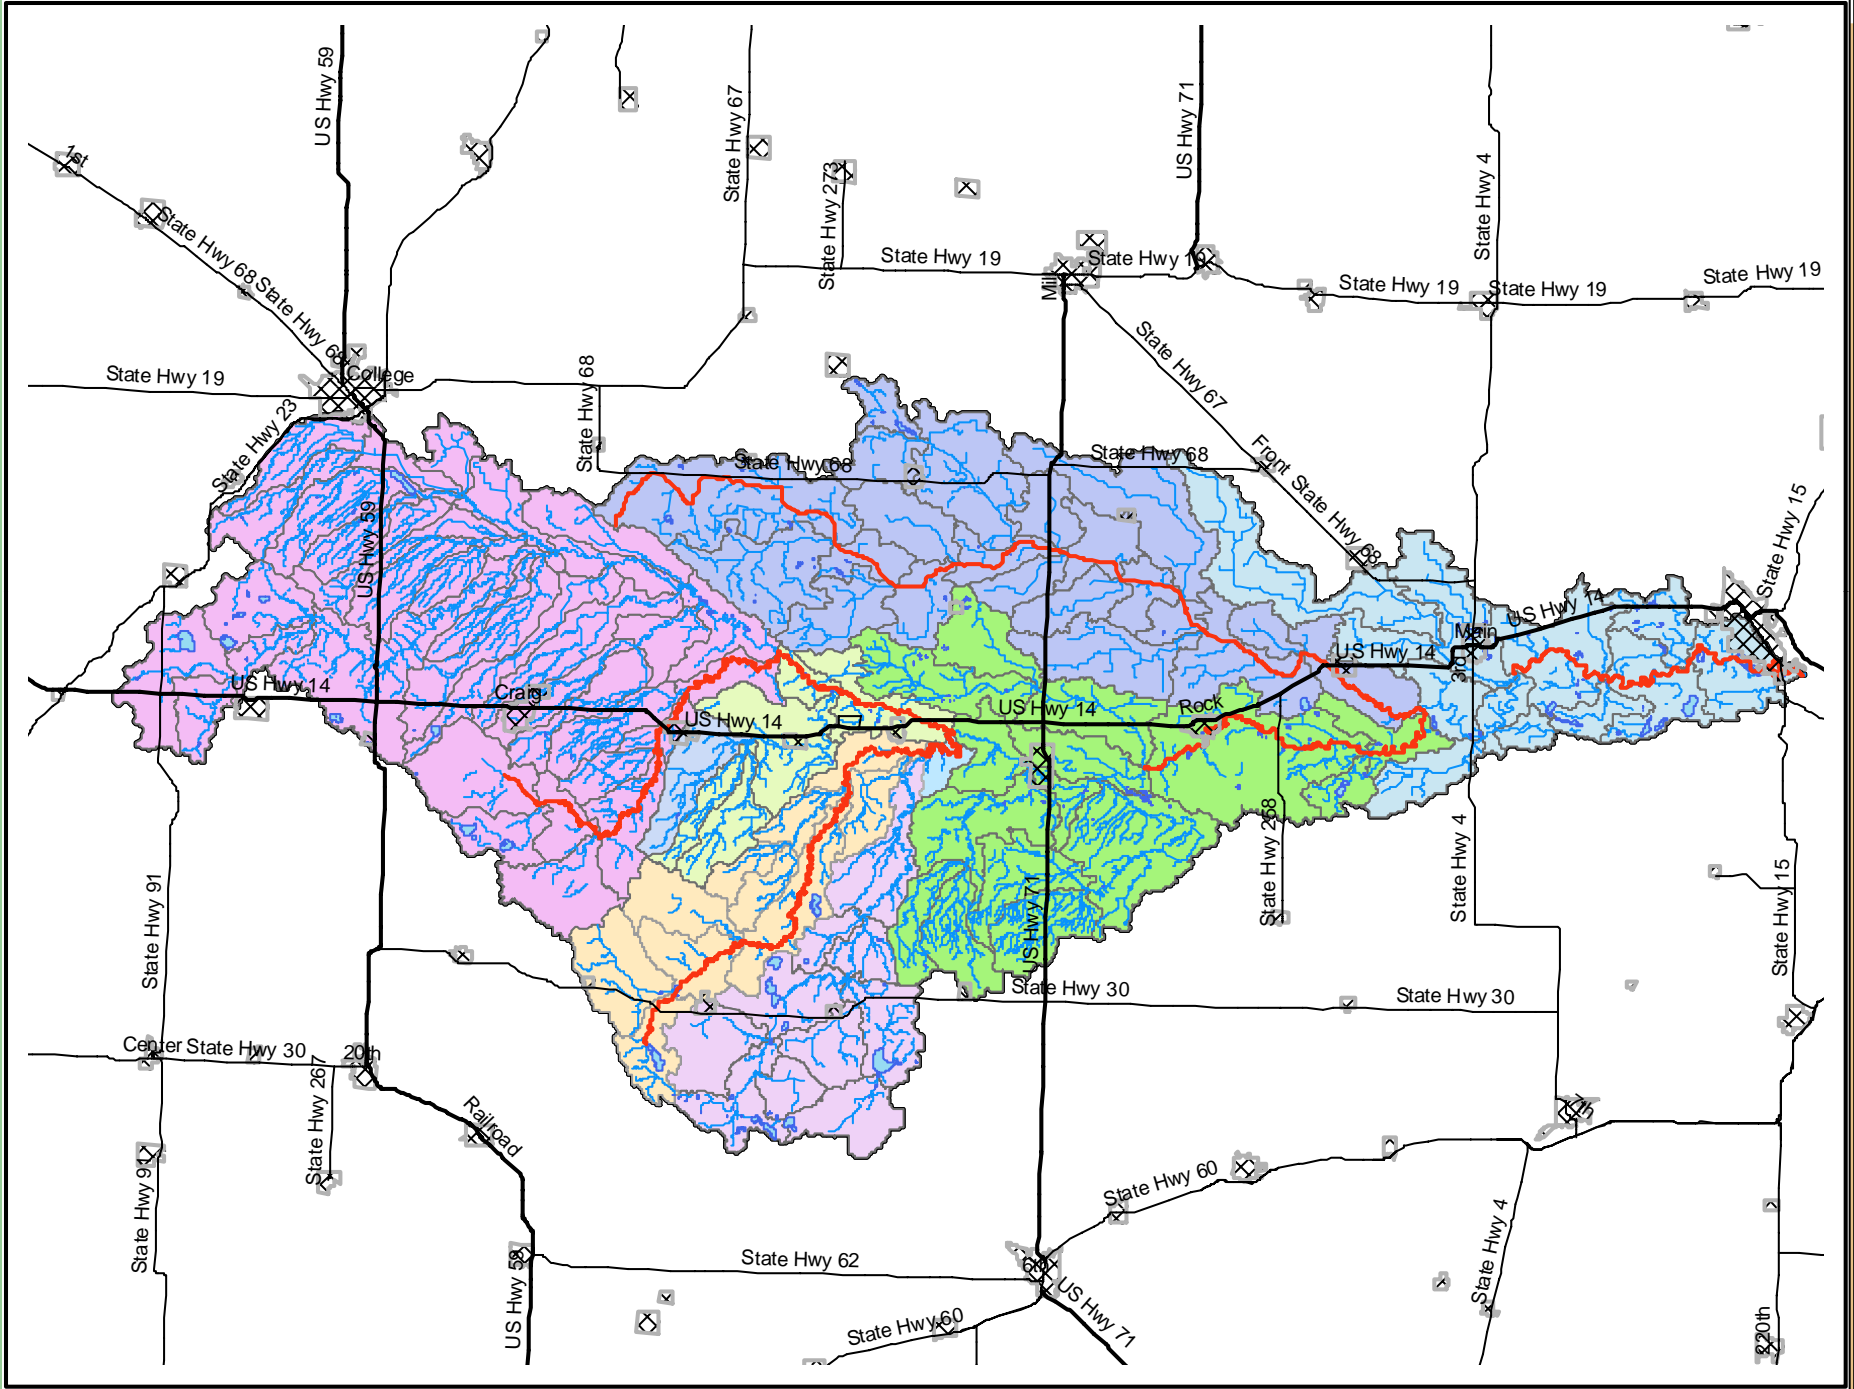 US Hwy 59
State Hwy 67
US Hwy 71
State Hwy 4
1st
State Hwy 273
State Hwy 68
State Hwy 19
State Hwy 19
State Hwy 19
State Hwy 19
State Hwy 19
Mill
State Hwy 68
State Hwy 68
State Hwy 67
State Hwy 19
College
State Hwy 23
State Hwy 68
State Hwy 68
State Hwy 68
Front
State Hwy 68
State Hwy 15
US Hwy 59
US Hwy 14
Main
3rd
US Hwy 14
US Hwy 14
Craig
US Hwy 14
US Hwy 14
Rock
State Hwy 258
State Hwy 4
State Hwy 15
State Hwy 91
US Hwy 71
State Hwy 30
State Hwy 30
Center
State Hwy 30
20th
State Hwy 267
Railroad
7th
State Hwy 91
State Hwy 60
State Hwy 4
State Hwy 62
US Hwy 59
6th
US Hwy 71
State Hwy 60
220th